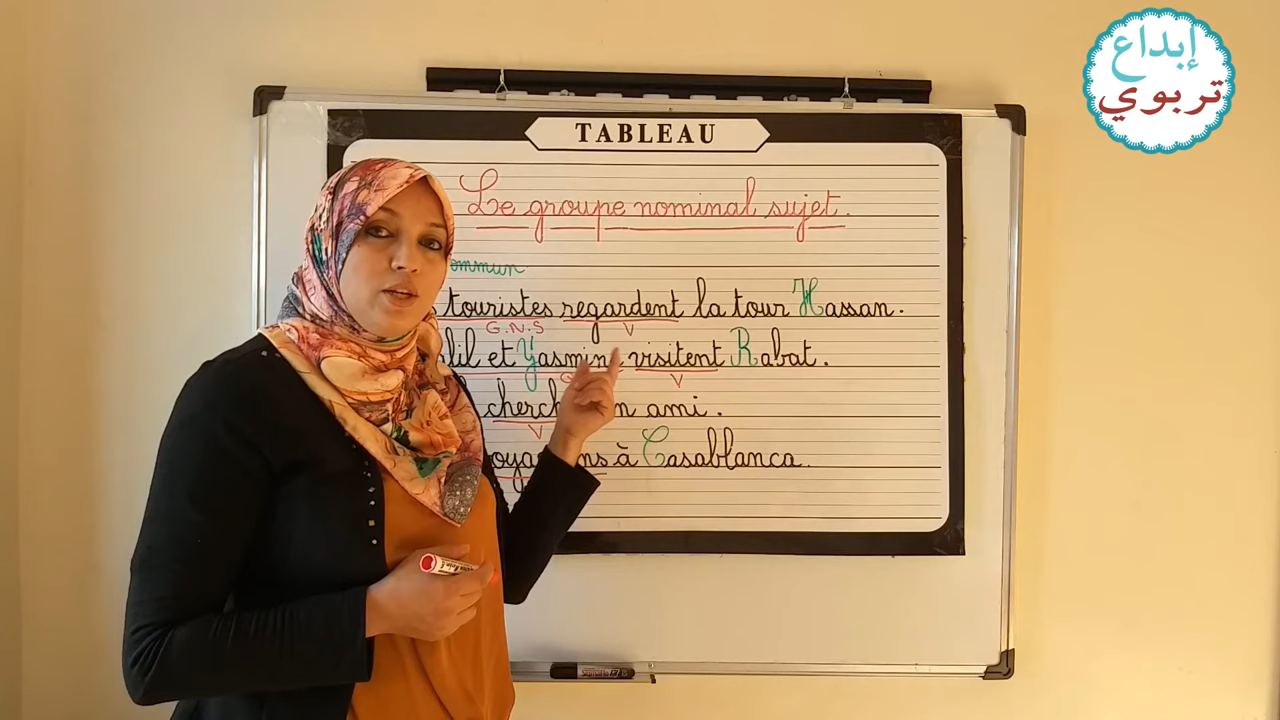 إبداع
تربوي
TABLEAU
Le groupe nominal sujet.
ommun
touristes regardent la tour Hassan.
G.N.S V
lil et Yasmine visitent Rabat.
G V
cherch n ami.
V
oya ns à Casablanca.